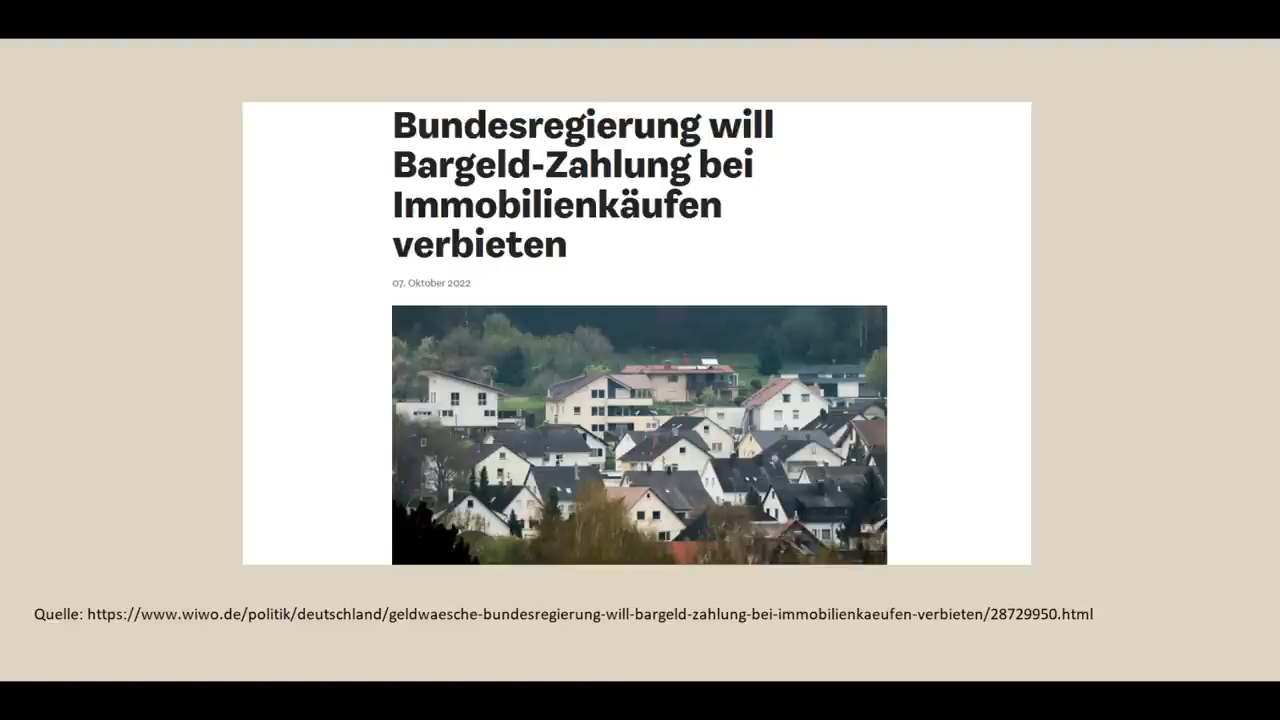 Bundesregierung will
Bargeld-Zahlung bei
Immobilienkäufen
verbieten
07. Oktober 2022
Quelle: https://www.wiwo.de/politik/deutschland/geldwaesche-bundesregierung-will-bargeld-zahlung-bei-immobilienkaeufen-verbieten/28729950.html